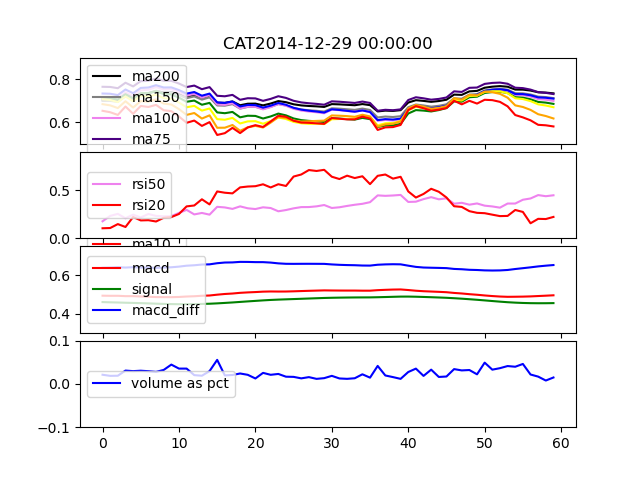 CAT2014-12-29 00:00:00
0.8
0.6
ma200
ma150
ma100
ma75
0.5
0.0
rsi50
rsi20
ma10
0.6
0.4
macd
signal
macd_diff
0.1
0.0
−0.1
volume as pct
0 10 20 30 40 50 60